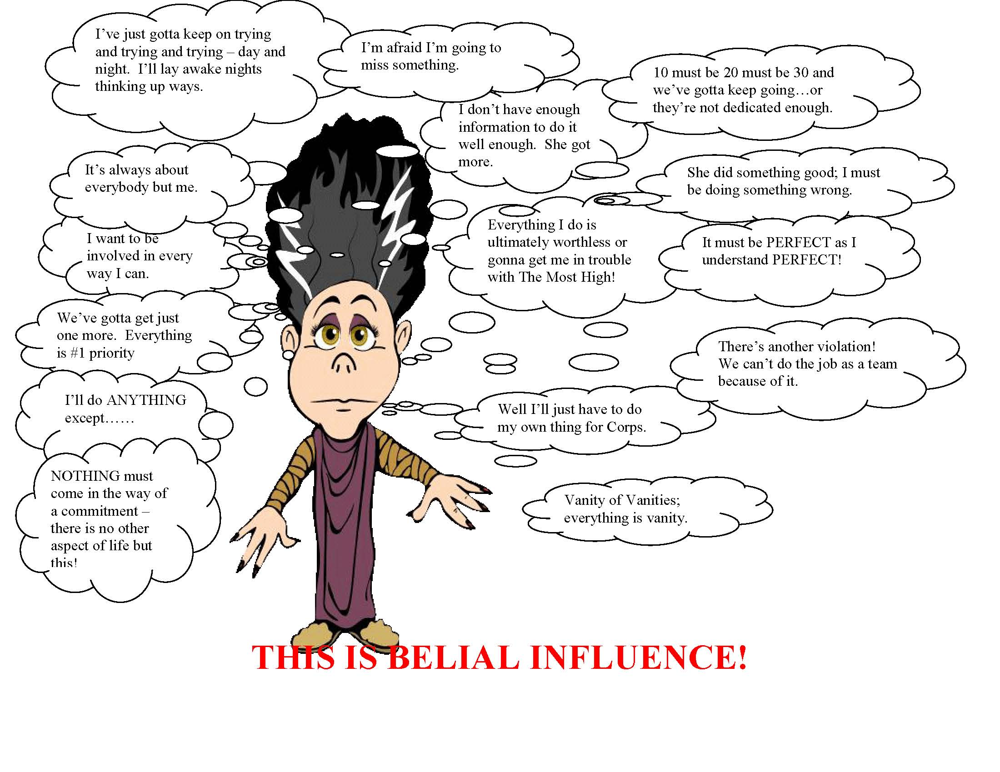 I've just gotta keep on trying
and trying and trying – day and
night.  I'll lay awake nights
thinking up ways.
I'm afraid I'm going to
miss something.
10 must be 20 must be 30 and
we've gotta keep going…or
they're not dedicated enough.
I don't have enough
information to do it
well enough.  She got
more.
It's always about
everybody but me.
She did something good; I must
be doing something wrong.
I want to be
involved in every
way I can.
Everything I do is
ultimately worthless or
gonna get me in trouble
with The Most High!
It must be PERFECT as I
understand PERFECT!
We've gotta get just
one more.  Everything
is #1 priority
There's another violation!
We can't do the job as a team
because of it.
I'll do ANYTHING
except……
Well I'll just have to do
my own thing for Corps.
NOTHING must
come in the way of
a commitment –
there is no other
aspect of life but
this!
Vanity of Vanities;
everything is vanity.
THIS IS BELIAL INFLUENCE!